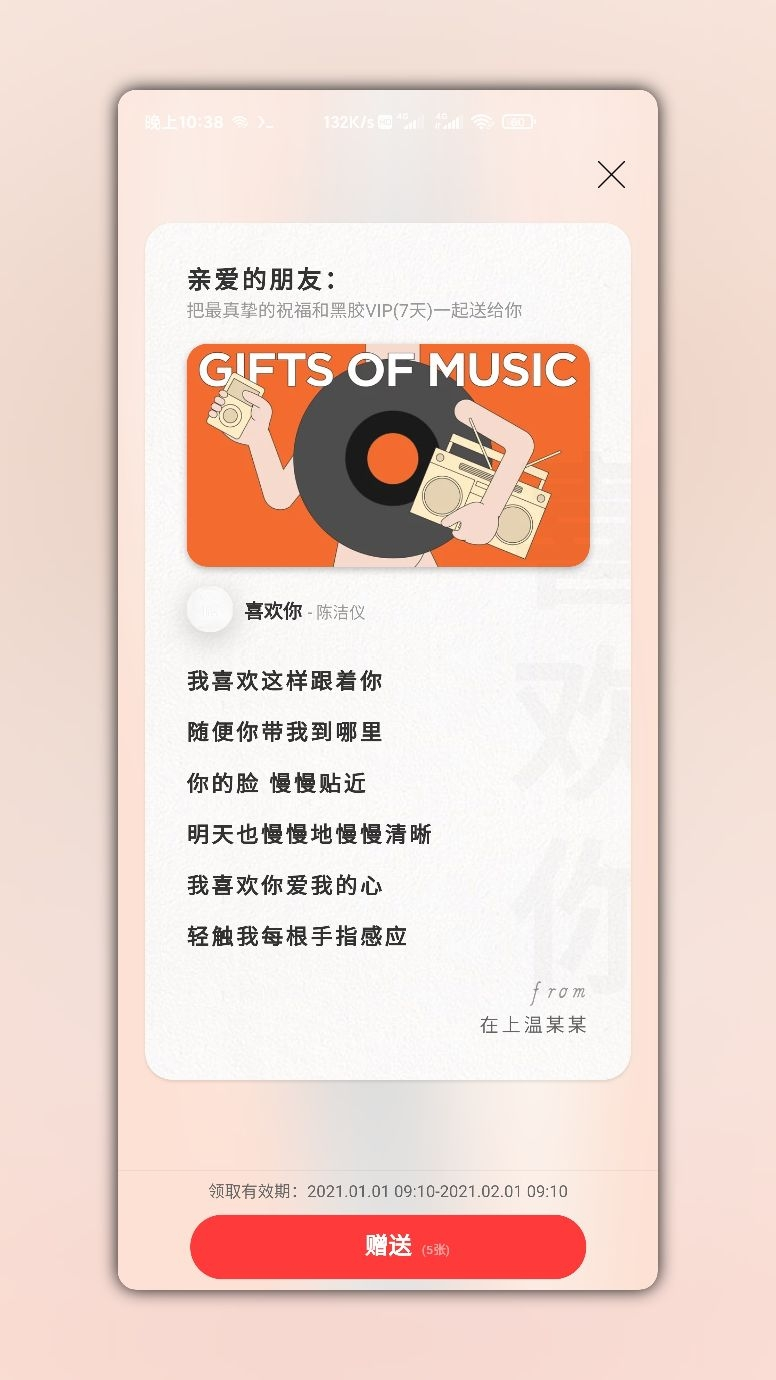 晚上10:38 132K/s HD 4G 4G 60
亲爱的朋友：
把最真挚的祝福和黑胶VIP(7天)一起送给你
GIFTS OF MUSIC
喜欢你 - 陈洁仪
我喜欢这样跟着你
随便你带我到哪里
你的脸 慢慢贴近
明天也慢慢地慢慢清晰
我喜欢你爱我的心
轻触我每根手指感应
喜
欢
你
from
在上温某某
领取有效期：2021.01.01 09:10-2021.02.01 09:10
赠送 (5张)